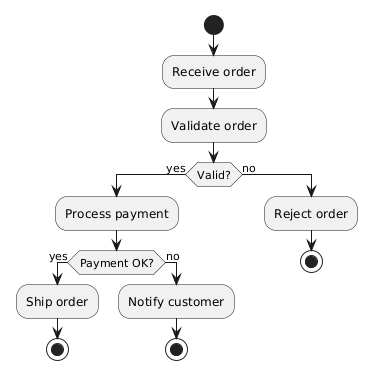 Receive order
Validate order
yes
Valid?
no
Process payment
Reject order
yes
Payment OK?
no
Ship order
Notify customer